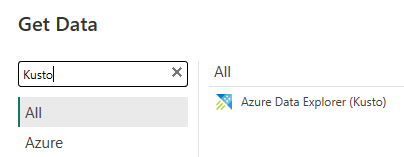 Get Data
Kusto
All
Azure
All
Azure Data Explorer (Kusto)